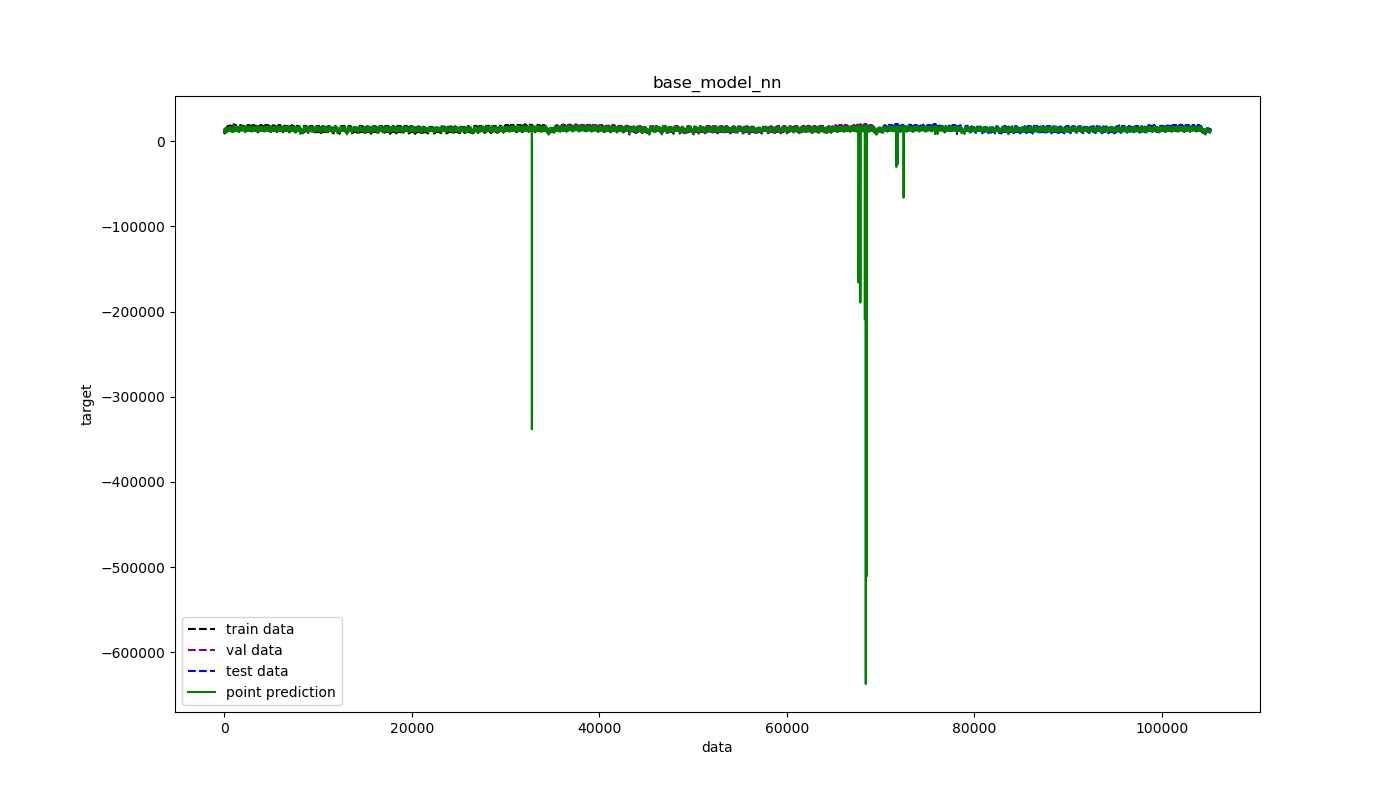 base_model_nn
0
−100000
−200000
−300000
−400000
−500000
−600000
target
train data
val data
test data
point prediction
0 20000 40000 60000 80000 100000
data